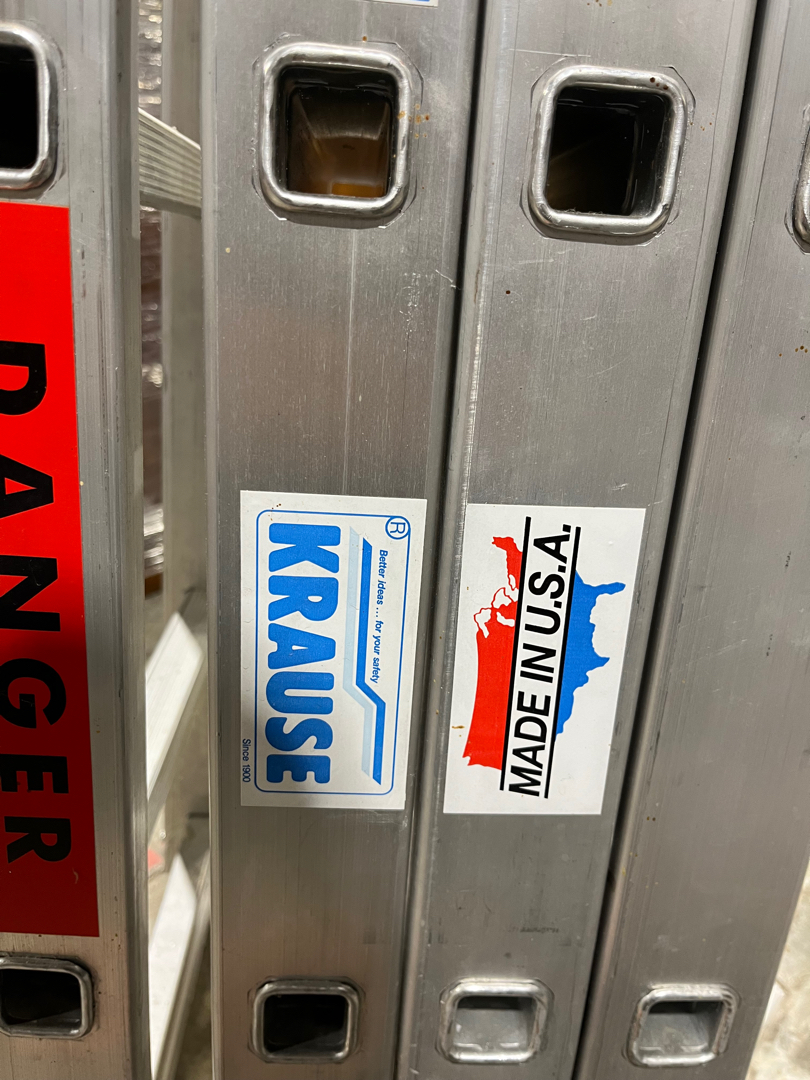 DANGER
®
Better ideas ... for your safety
KRAUSE
Since 1900
MADE IN U.S.A.